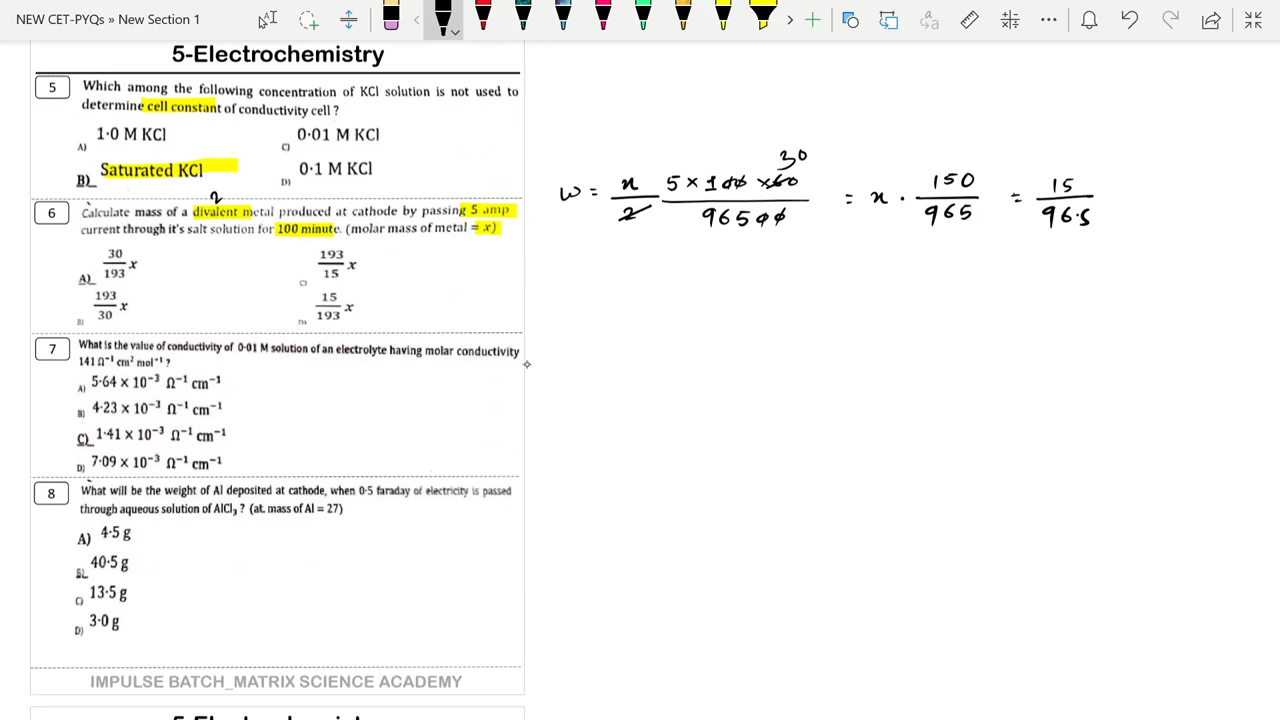 NEW CET-PYQs » New Section 1
5-Electrochemistry
5 Which among the following concentration of KCl solution is not used to
determine cell constant of conductivity cell ?
A) 1·0 M KCl C) 0·01 M KCl
B) Saturated KCl D) 0·1 M KCl
2
6 Calculate mass of a divalent metal produced at cathode by passing 5 amp
current through it's salt solution for 100 minute. (molar mass of metal = x)
A) 30/193 x C) 193/15 x
B) 193/30 x D) 15/193 x
7 What is the value of conductivity of 0·01 M solution of an electrolyte having molar conductivity
141 Ω⁻¹ cm² mol⁻¹ ?
A) 5·64 × 10⁻³ Ω⁻¹ cm⁻¹
B) 4·23 × 10⁻³ Ω⁻¹ cm⁻¹
C) 1·41 × 10⁻³ Ω⁻¹ cm⁻¹
D) 7·09 × 10⁻³ Ω⁻¹ cm⁻¹
8 What will be the weight of Al deposited at cathode, when 0·5 faraday of electricity is passed
through aqueous solution of AlCl₃ ? (at. mass of Al = 27)
A) 4·5 g
B) 40·5 g
C) 13·5 g
D) 3·0 g
IMPULSE BATCH_MATRIX SCIENCE ACADEMY
5-Electrochemistry
30
w = x/2 5 × 100 × 60 / 96500 = x · 150/965 = 15/96.5